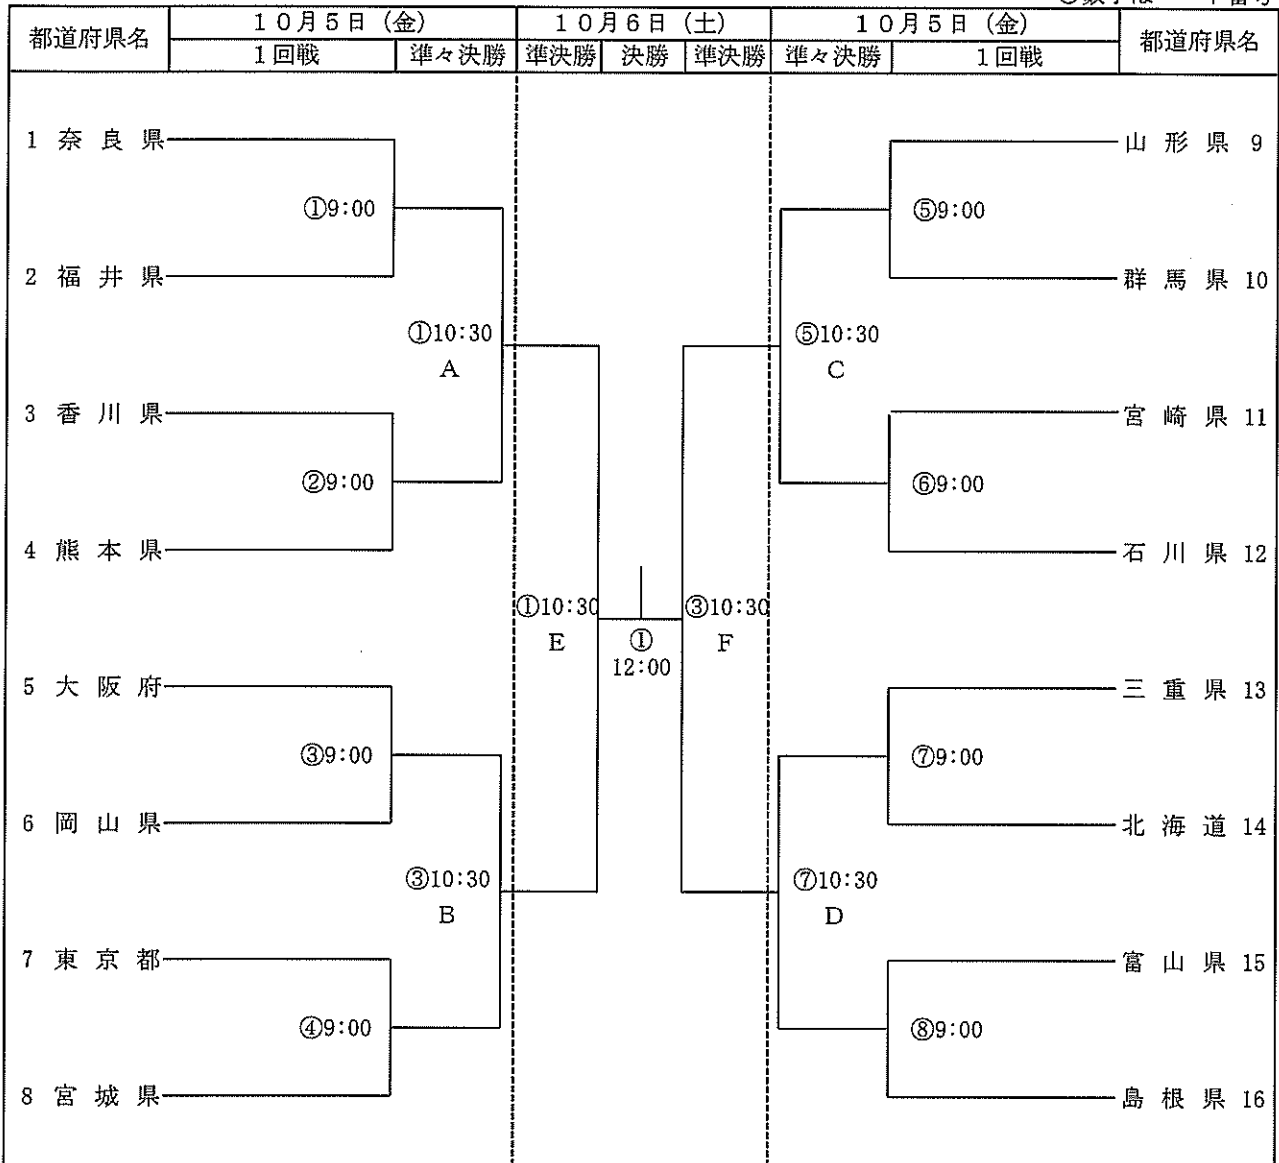 都道府県名 10月5日(金) 10月6日(土) 10月5日(金) 都道府県名
1回戦 準々決勝 準決勝 決勝 準決勝 準々決勝 1回戦
1 奈良県 山形県 9
①9:00 ⑤9:00
2 福井県 群馬県 10
①10:30 ⑤10:30
A C
3 香川県 宮崎県 11
②9:00 ⑥9:00
4 熊本県 石川県 12
①10:30 ③10:30
E ① F
12:00
5 大阪府 三重県 13
③9:00 ⑦9:00
6 岡山県 北海道 14
③10:30 ⑦10:30
B D
7 東京都 富山県 15
④9:00 ⑧9:00
8 宮城県 島根県 16